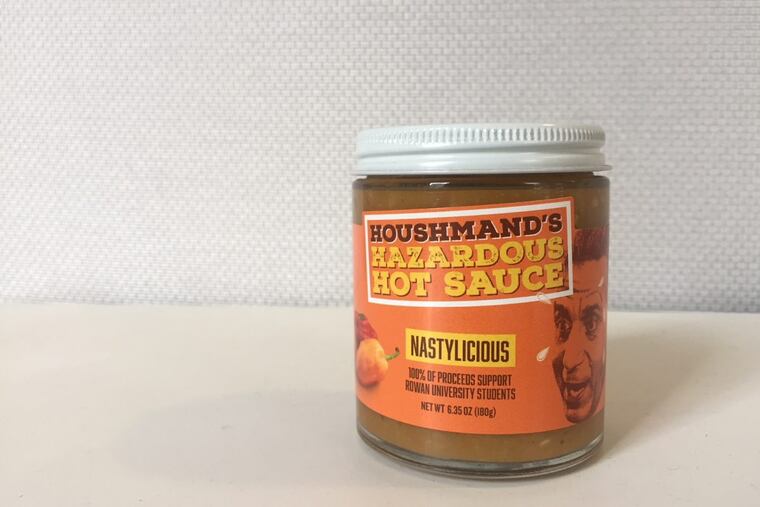 HOUSHMAND'S
HAZARDOUS
HOT SAUCE
NASTYLICIOUS
100% OF PROCEEDS SUPPORT
ROWAN UNIVERSITY STUDENTS
NET WT 6.35 OZ (180g)